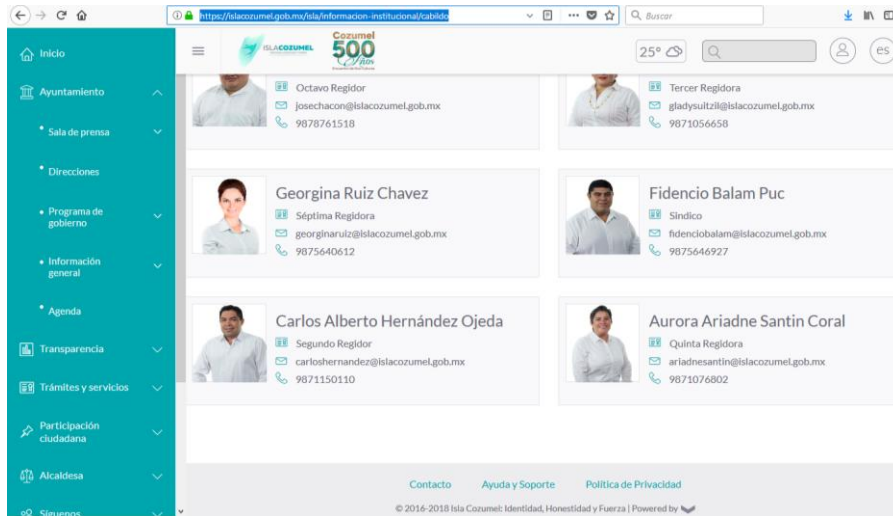 https://islacozumel.gob.mx/isla/informacion-institucional/cabildo
Buscar
Inicio
Ayuntamiento
Sala de prensa
Direcciones
Programa de
gobierno
Información
general
Agenda
Transparencia
Trámites y servicios
Participación
ciudadana
Alcaldesa
Síguenos
ISLACOZUMEL
Cozumel
500
Años
25°
es
Octavo Regidor
josechacon@islacozumel.gob.mx
9878761518
Tercer Regidora
gladysuitzil@islacozumel.gob.mx
9871056658
Georgina Ruiz Chavez
Séptima Regidora
georginaruiz@islacozumel.gob.mx
9875640612
Fidencio Balam Puc
Sindico
fidenciobalam@islacozumel.gob.mx
9875646927
Carlos Alberto Hernández Ojeda
Segundo Regidor
carloshernandez@islacozumel.gob.mx
9871150110
Aurora Ariadne Santin Coral
Quinta Regidora
ariadnesantin@islacozumel.gob.mx
9871076802
Contacto Ayuda y Soporte Política de Privacidad
© 2016-2018 Isla Cozumel: Identidad, Honestidad y Fuerza | Powered by